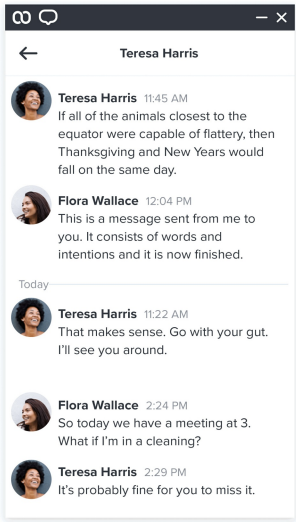 Teresa Harris
Teresa Harris 11:45 AM
If all of the animals closest to the
equator were capable of flattery, then
Thanksgiving and New Years would
fall on the same day.
Flora Wallace 12:04 PM
This is a message sent from me to
you. It consists of words and
intentions and it is now finished.
Today
Teresa Harris 11:22 AM
That makes sense. Go with your gut.
I'll see you around.
Flora Wallace 2:24 PM
So today we have a meeting at 3.
What if I'm in a cleaning?
Teresa Harris 2:29 PM
It's probably fine for you to miss it.